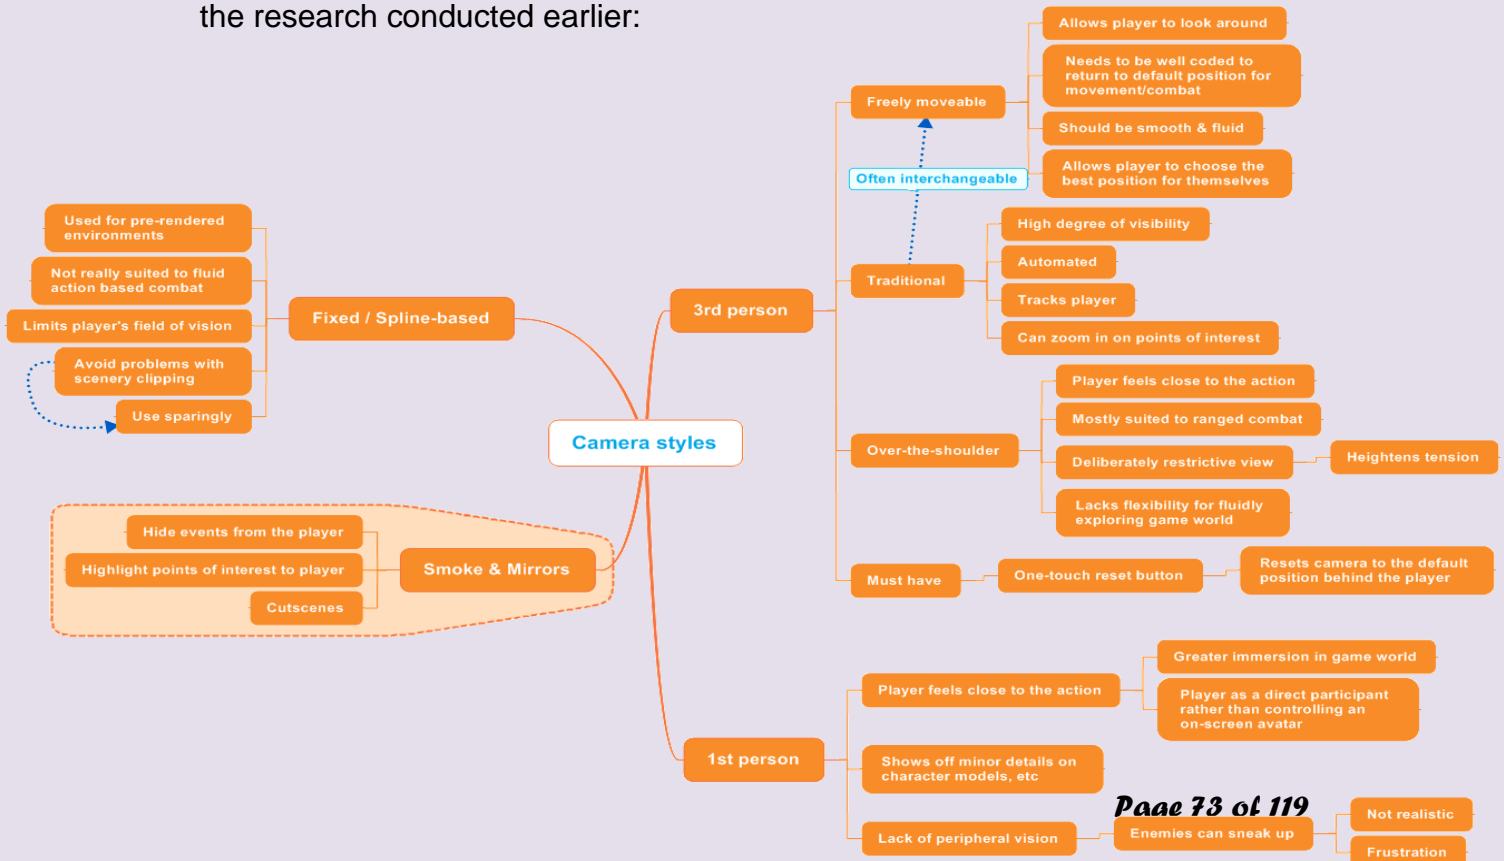 the research conducted earlier:
Camera styles
Fixed / Spline-based
Used for pre-rendered
environments
Not really suited to fluid
action based combat
Limits player's field of vision
Avoid problems with
scenery clipping
Use sparingly
Smoke & Mirrors
Hide events from the player
Highlight points of interest to player
Cutscenes
3rd person
Freely moveable
Allows player to look around
Needs to be well coded to
return to default position for
movement/combat
Should be smooth & fluid
Allows player to choose the
best position for themselves
Often interchangeable
Traditional
High degree of visibility
Automated
Tracks player
Can zoom in on points of interest
Over-the-shoulder
Player feels close to the action
Mostly suited to ranged combat
Deliberately restrictive view
Heightens tension
Lacks flexibility for fluidly
exploring game world
Must have
One-touch reset button
Resets camera to the default
position behind the player
1st person
Player feels close to the action
Greater immersion in game world
Player as a direct participant
rather than controlling an
on-screen avatar
Shows off minor details on
character models, etc
Lack of peripheral vision
Enemies can sneak up
Not realistic
Frustration
Page 73 of 119